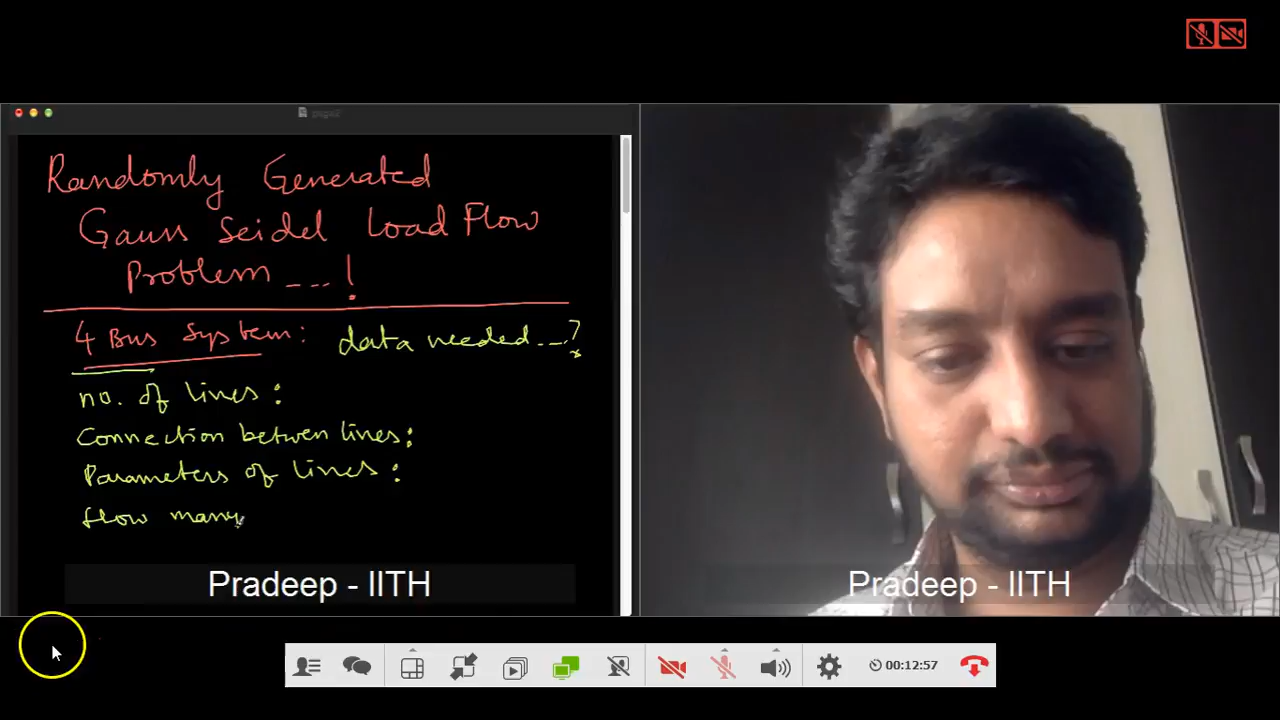 Randomly Generated
Gauss Seidel Load Flow
Problem ---!
4 Bus System: data needed---?
no. of lines:
Connection betwen lines:
Parameters of lines:
How many
Pradeep - IITH
Pradeep - IITH
00:12:57